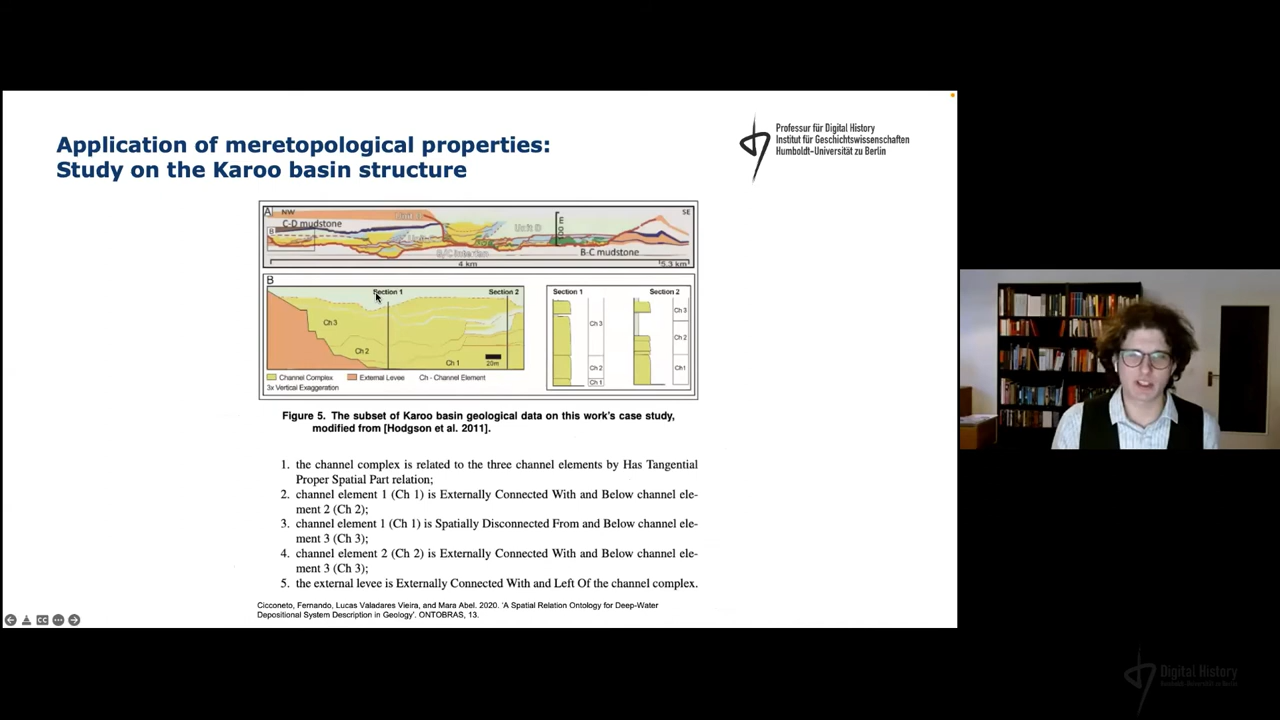 Application of meretopological properties:
Study on the Karoo basin structure
Professur für Digital History
Institut für Geschichtswissenschaften
Humboldt-Universität zu Berlin
A
NW
SE
C-D mudstone
Unit D
B
B-C mudstone
4 km
5.3 km
B
Section 1
Section 2
Ch 3
Ch 2
Ch 1
20m
Channel Complex
External Levee
Ch - Channel Element
3x Vertical Exaggeration
Section 1
Section 2
Ch 3
Ch 2
Ch 1
Ch 3
Ch 2
Ch1
Figure 5. The subset of Karoo basin geological data on this work's case study,
modified from [Hodgson et al. 2011].
1. the channel complex is related to the three channel elements by Has Tangential
Proper Spatial Part relation;
2. channel element 1 (Ch 1) is Externally Connected With and Below channel ele-
ment 2 (Ch 2);
3. channel element 1 (Ch 1) is Spatially Disconnected From and Below channel ele-
ment 3 (Ch 3);
4. channel element 2 (Ch 2) is Externally Connected With and Below channel ele-
ment 3 (Ch 3);
5. the external levee is Externally Connected With and Left Of the channel complex.
Cicconeto, Fernando, Lucas Valadares Vieira, and Mara Abel. 2020. 'A Spatial Relation Ontology for Deep-Water
Depositional System Description in Geology'. ONTOBRAS, 13.
CC
Digital History
Humboldt-Universität zu Berlin